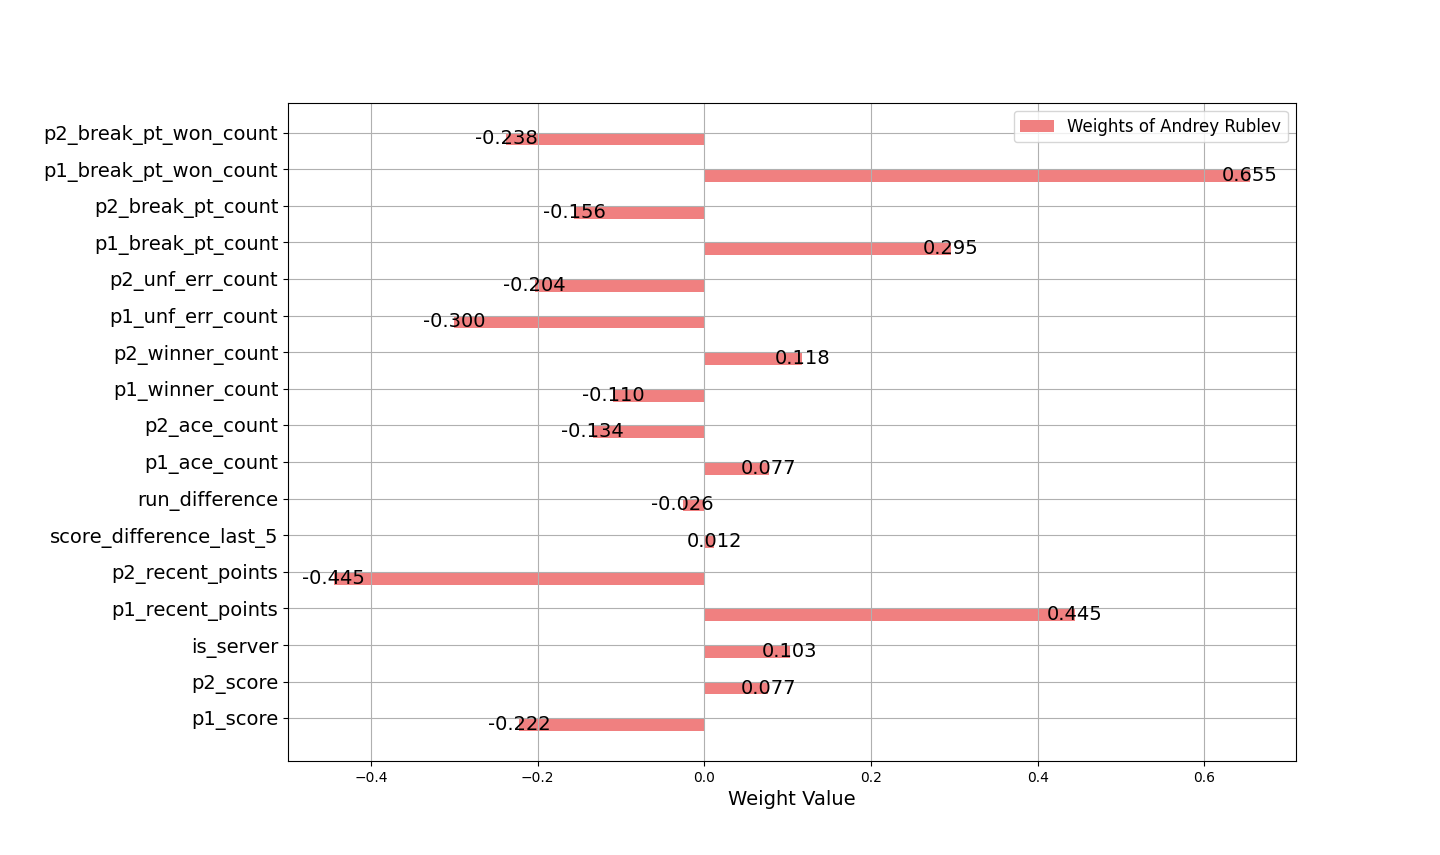 Weights of Andrey Rublev
p2_break_pt_won_count -0.238
p1_break_pt_won_count 0.655
p2_break_pt_count -0.156
p1_break_pt_count 0.295
p2_unf_err_count -0.204
p1_unf_err_count -0.300
p2_winner_count 0.118
p1_winner_count -0.110
p2_ace_count -0.134
p1_ace_count 0.077
run_difference -0.026
score_difference_last_5 0.012
p2_recent_points -0.445
p1_recent_points 0.445
is_server 0.103
p2_score 0.077
p1_score -0.222
−0.4 −0.2 0.0 0.2 0.4 0.6
Weight Value